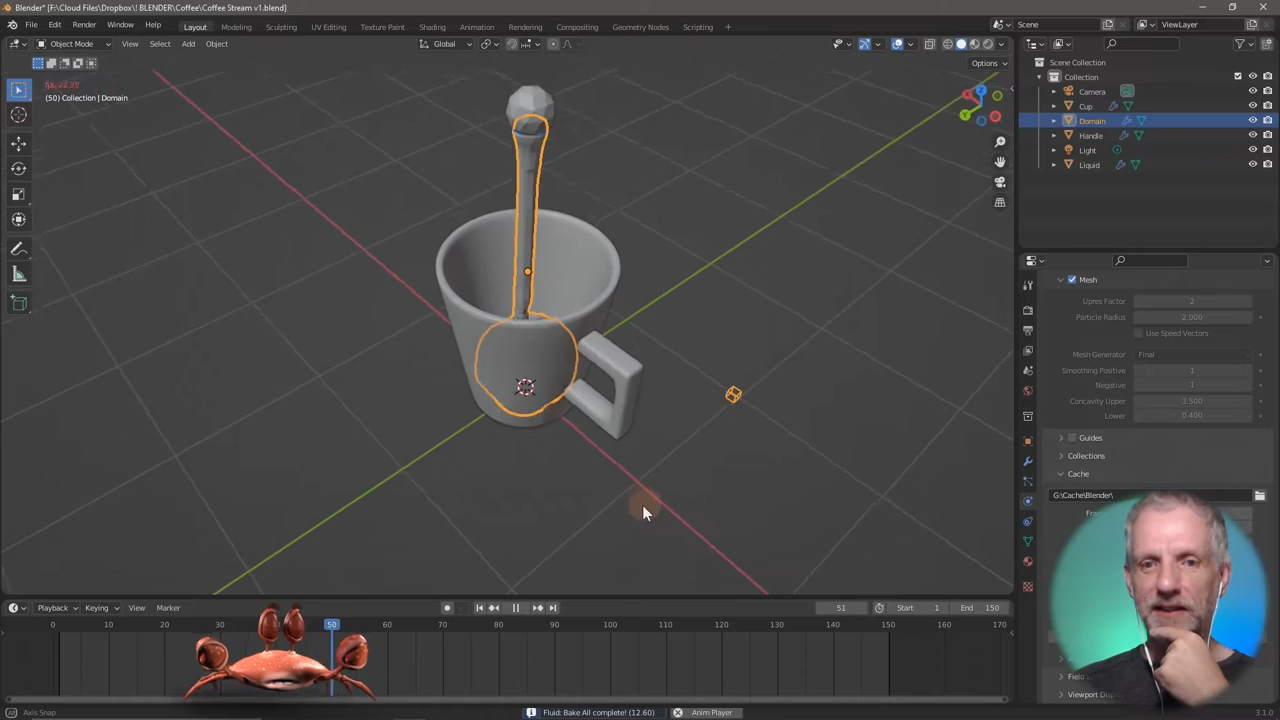 Blender* [F:\Cloud Files\Dropbox\! BLENDER\Coffee\Coffee Stream v1.blend]
File Edit Render Window Help Layout Modeling Sculpting UV Editing Texture Paint Shading Animation Rendering Compositing Geometry Nodes Scripting + Scene ViewLayer
Object Mode View Select Add Object Global
Options
(50) Collection | Domain
Z
Y
Scene Collection
Collection
Camera
Cup
Domain
Handle
Light
Liquid
Mesh
Upres Factor 2
Particle Radius 2.000
Use Speed Vectors
Mesh Generator Final
Smoothing Positive 1
Negative 1
Concavity Upper 3.500
Lower 0.400
Guides
Collections
Cache
G:\Cache\Blender\
Viewport
Playback Keying View Marker 51 Start 1 End 150
0 10 20 30 40 50 60 70 80 90 100 110 120 130 140 150 160 170
Axis Snap Fluid: Bake All complete! (12.60) Anim Player 3.1.0